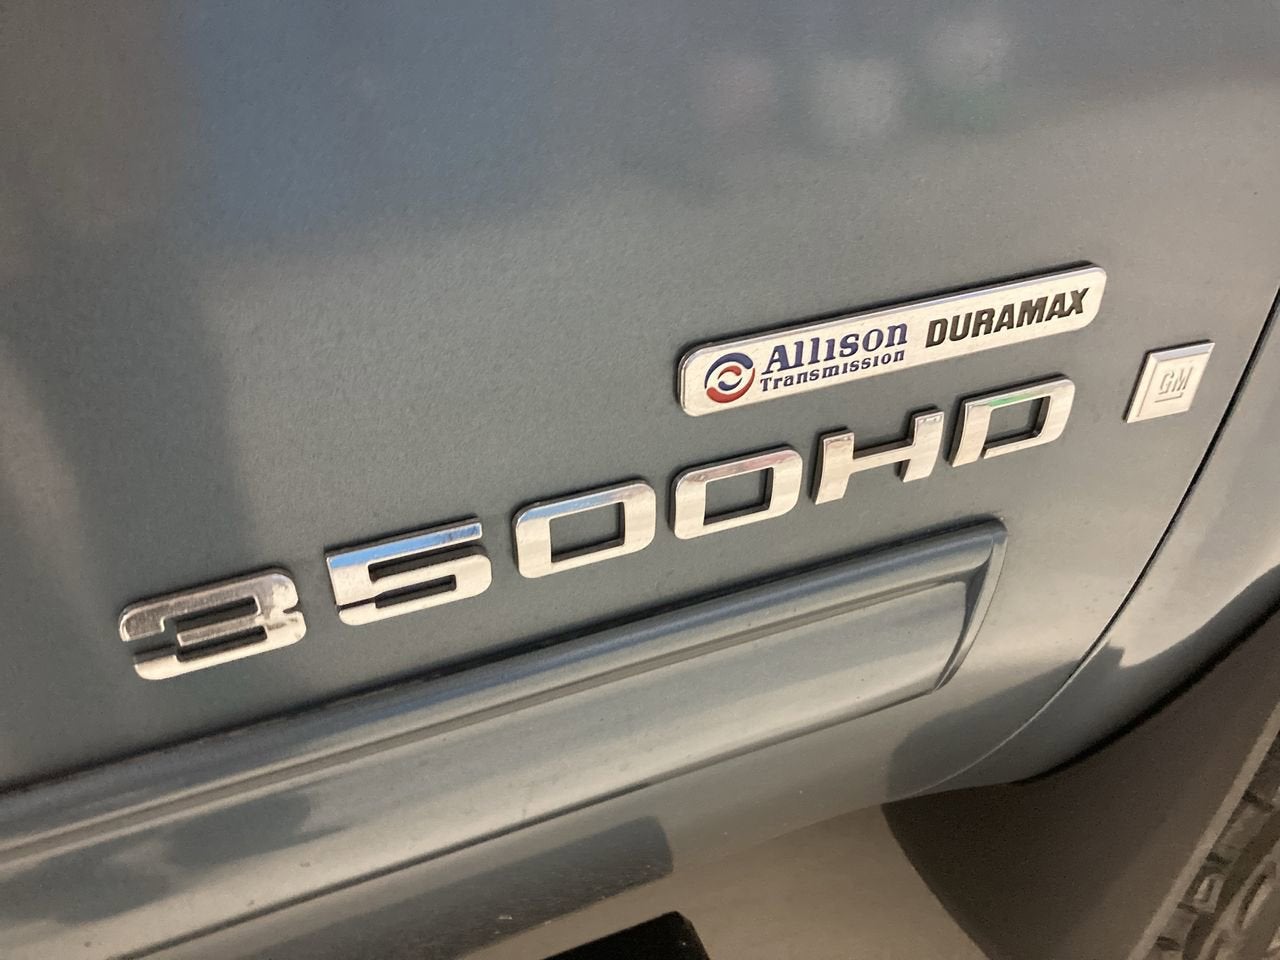 Allison DURAMAX
Transmission
GM
3500HD